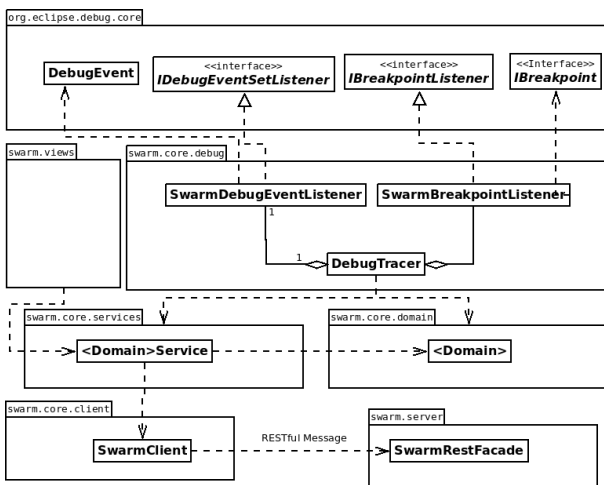 org.eclipse.debug.core
DebugEvent
<<interface>>
IDebugEventSetListener
<<interface>>
IBreakpointListener
<<Interface>>
IBreakpoint
swarm.views
swarm.core.debug
SwarmDebugEventListener
SwarmBreakpointListener
1
1
DebugTracer
swarm.core.services
swarm.core.domain
<Domain>Service
<Domain>
swarm.core.client
swarm.server
SwarmClient
RESTful Message
SwarmRestFacade